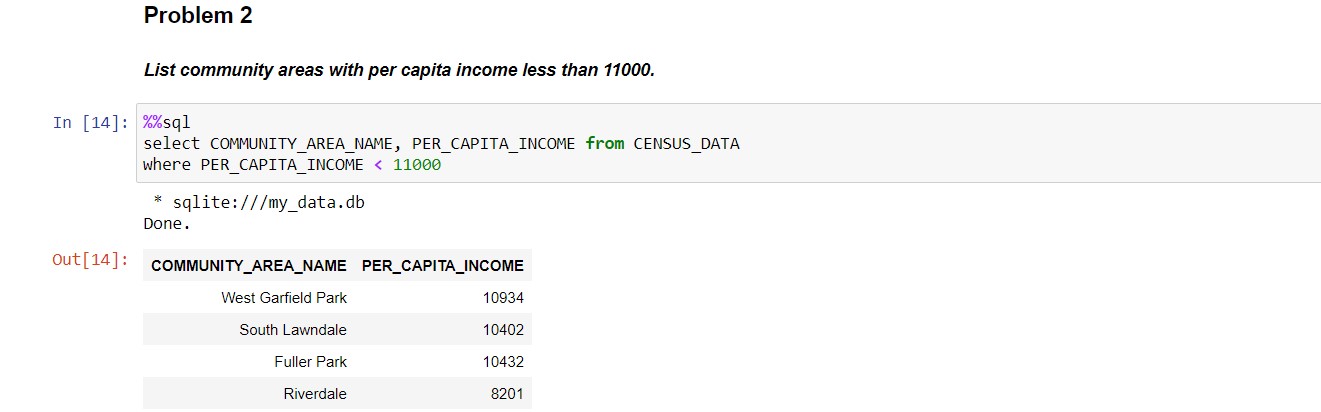 Problem 2
List community areas with per capita income less than 11000.
In [14]: %%sql
select COMMUNITY_AREA_NAME, PER_CAPITA_INCOME from CENSUS_DATA
where PER_CAPITA_INCOME < 11000
* sqlite:///my_data.db
Done.
Out[14]:
COMMUNITY_AREA_NAME PER_CAPITA_INCOME
West Garfield Park 10934
South Lawndale 10402
Fuller Park 10432
Riverdale 8201